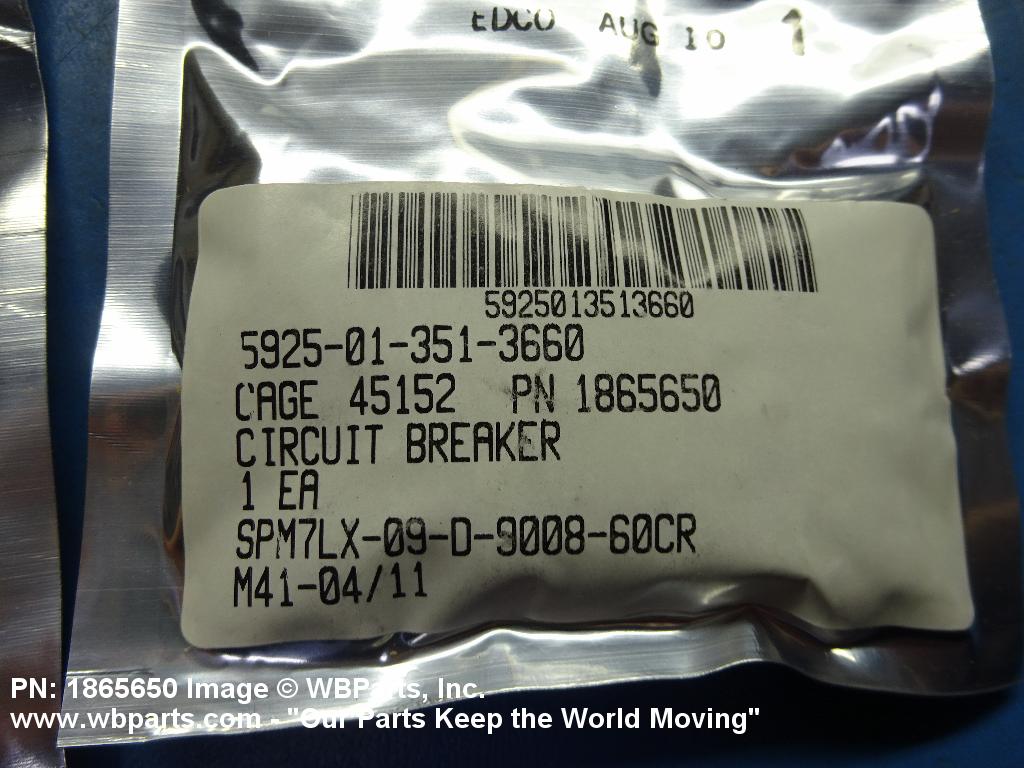 EDCO AUG 10 1
5925013513660
5925-01-351-3660
CAGE 45152 PN 1865650
CIRCUIT BREAKER
1 EA
SPM7LX-09-D-9008-60CR
M41-04/11
PN: 1865650 Image © WBParts, Inc.
www.wbparts.com - "Our Parts Keep the World Moving"